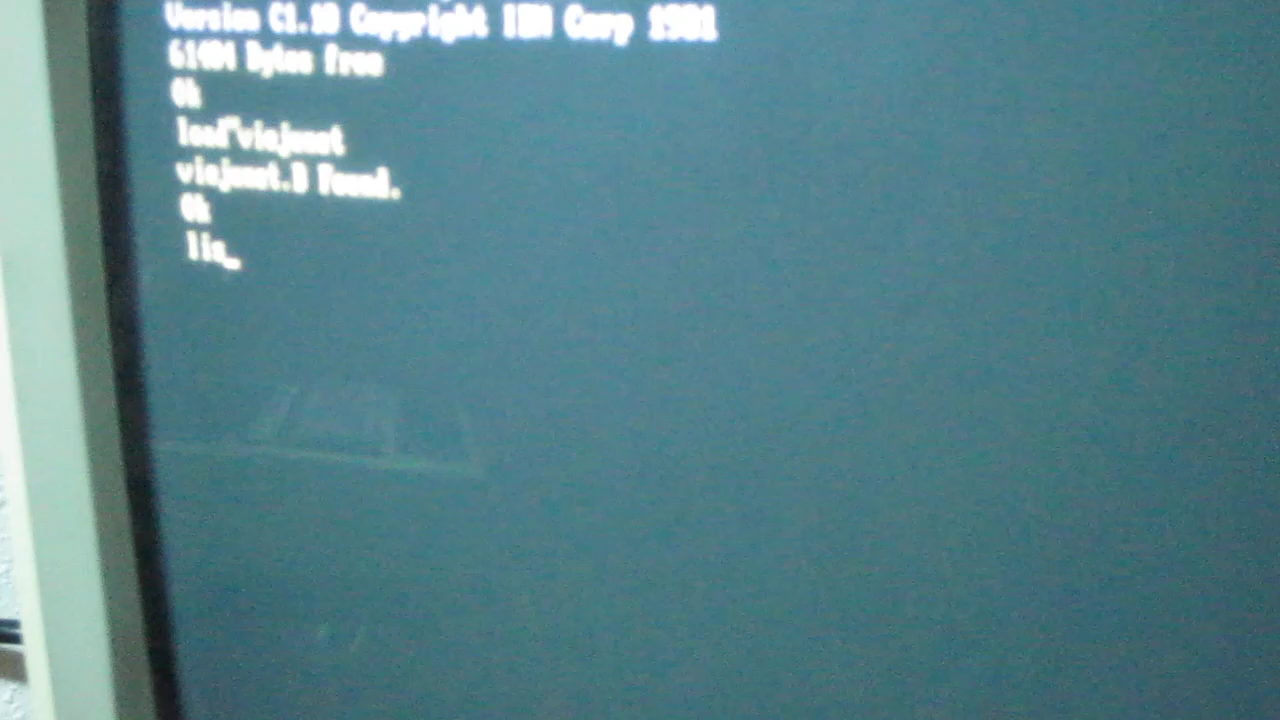 Version C1.10 Copyright IBM Corp 1981
61404 Bytes free
Ok
load"viajunat
viajunat.B Found.
Ok
lis_